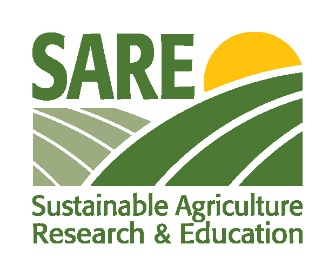 SARE
Sustainable Agriculture
Research & Education